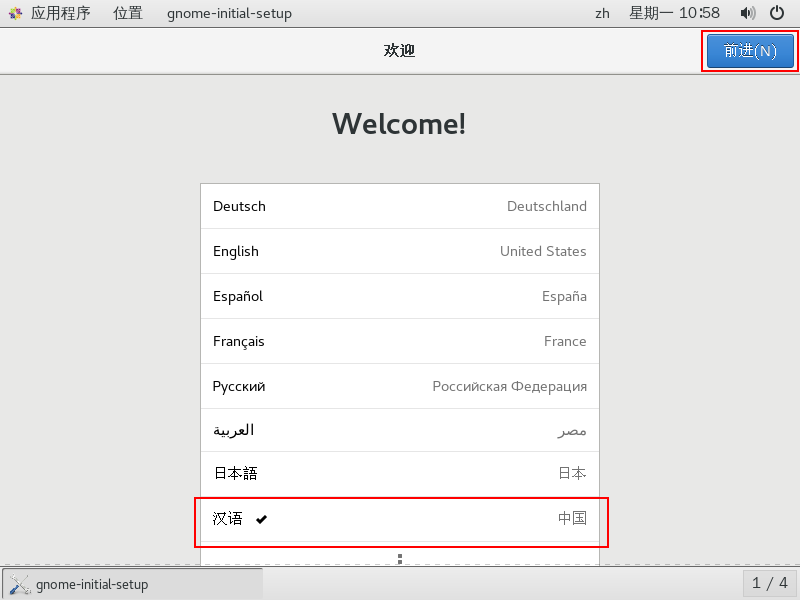 应用程序 位置 gnome-initial-setup zh 星期一 10∶58
欢迎 前进(N)
Welcome!
Deutsch Deutschland
English United States
Español España
Français France
Русский Российская Федерация
العربية مصر
日本語 日本
汉语 ✔ 中国
gnome-initial-setup 1 / 4